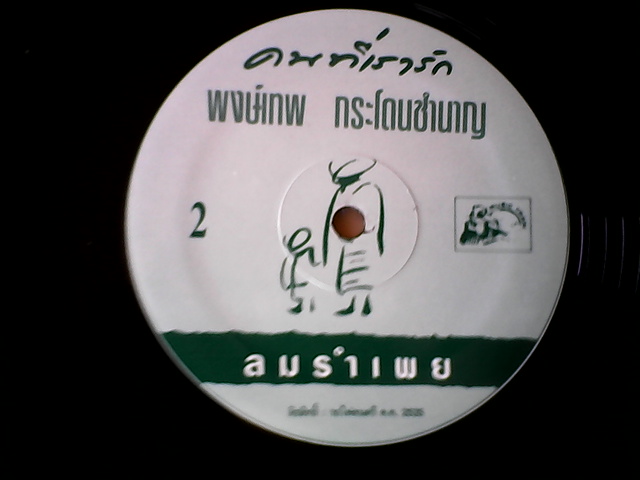 คนที่เรารัก
พงษ์เทพ กระโดนชำนาญ
2
ลมรำเพย